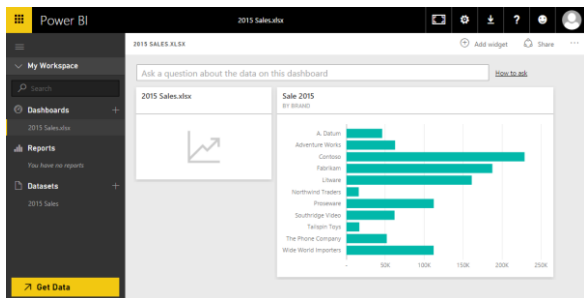 Power BI
2015 Sales.xlsx
?
My Workspace
Search
Dashboards +
2015 Sales.xlsx
Reports
You have no reports
Datasets +
2015 Sales
Get Data
2015 SALES.XLSX
Add widget
Share
...
Ask a question about the data on this dashboard
How to ask
2015 Sales.xlsx
Sale 2015
BY BRAND
A. Datum
Adventure Works
Contoso
Fabrikam
Litware
Northwind Traders
Proseware
Southridge Video
Tailspin Toys
The Phone Company
Wide World Importers
- 50K 100K 150K 200K 250K